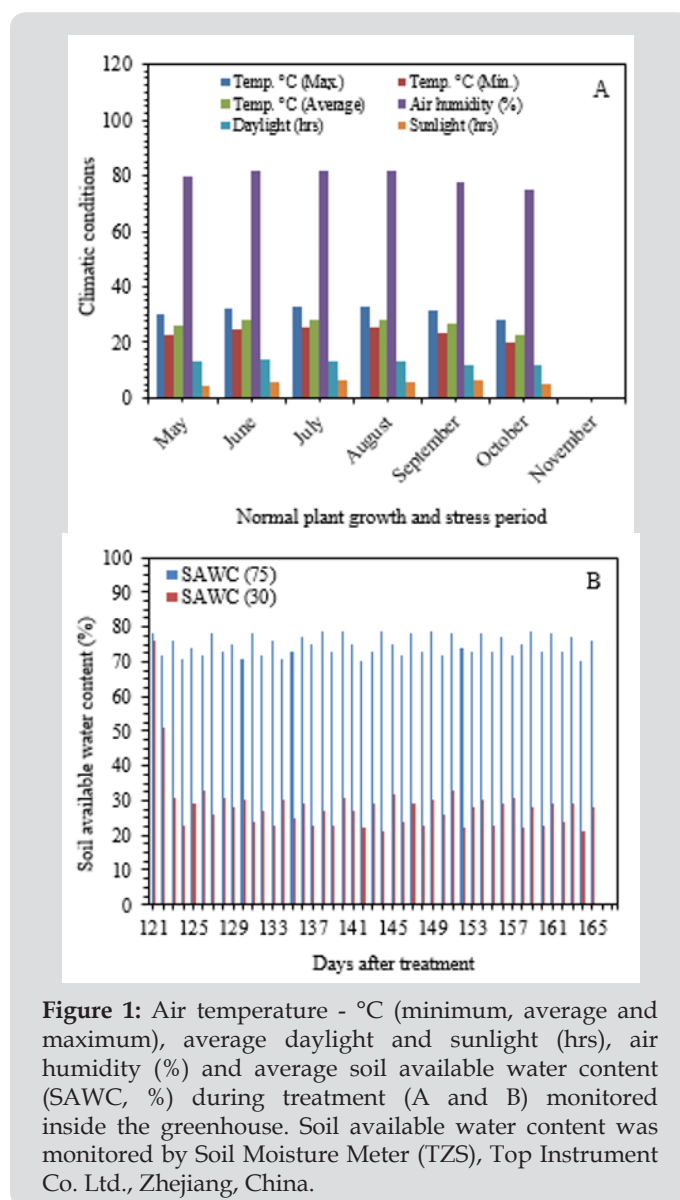 120
100
80
60
40
20
0
Climatic conditions
Temp. °C (Max.) Temp. °C (Min.)
Temp. °C (Average) Air humidity (%)
Daylight (hrs) Sunlight (hrs)
A
May June July August September October November
Normal plant growth and stress period
100
90
80
70
60
50
40
30
20
10
0
Soil available water content (%)
SAWC (75)
SAWC (30)
B
121 125 129 133 137 141 145 149 153 157 161 165
Days after treatment
Figure 1: Air temperature - °C (minimum, average and
maximum), average daylight and sunlight (hrs), air
humidity (%) and average soil available water content
(SAWC, %) during treatment (A and B) monitored
inside the greenhouse. Soil available water content was
monitored by Soil Moisture Meter (TZS), Top Instrument
Co. Ltd., Zhejiang, China.